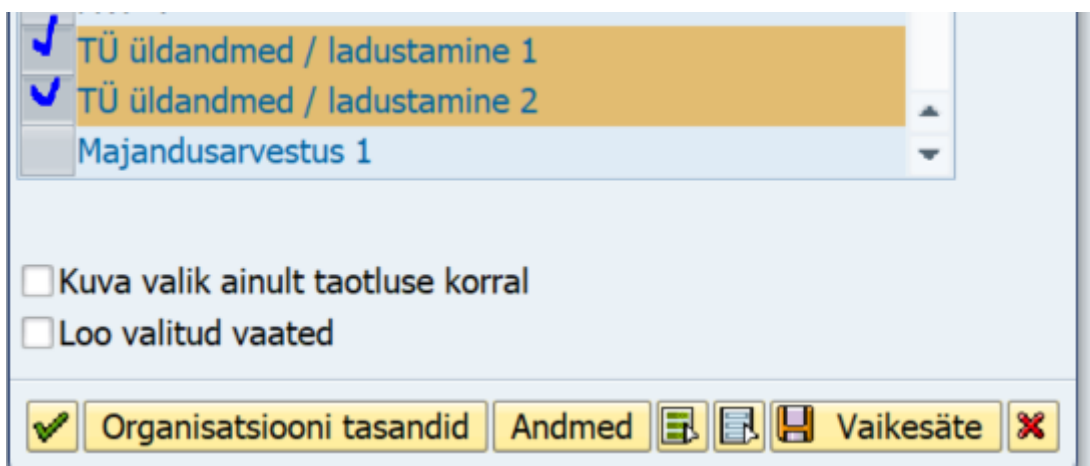 TÜ üldandmed / ladustamine 1
TÜ üldandmed / ladustamine 2
Majandusarvestus 1
Kuva valik ainult taotluse korral
Loo valitud vaated
Organisatsiooni tasandid Andmed Vaikesäte